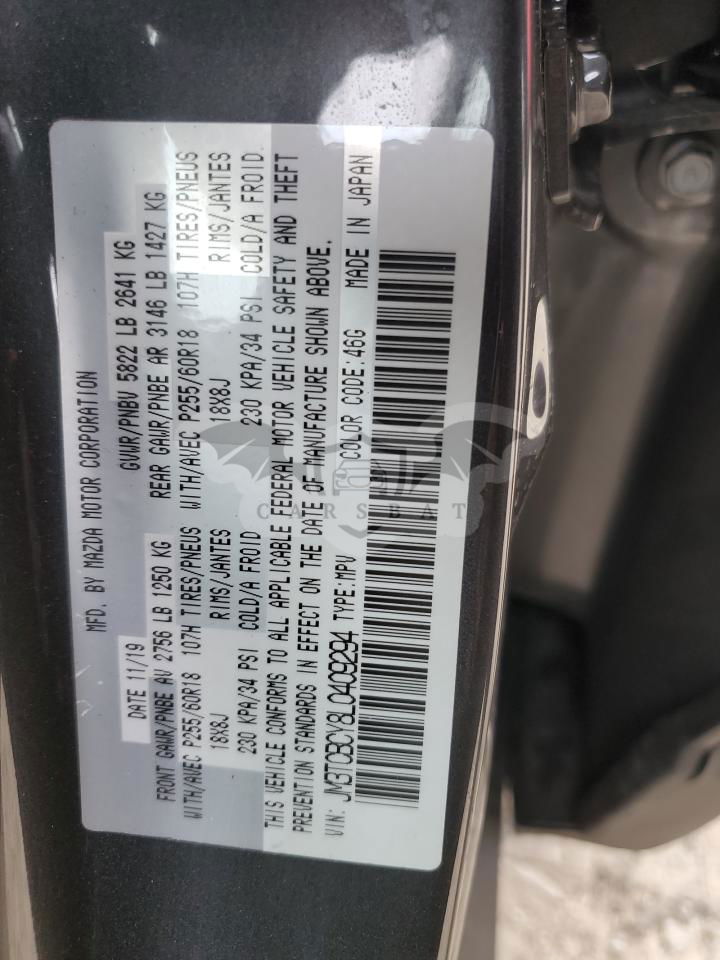 MFD. BY MAZDA MOTOR CORPORATION
DATE 11/19 GVWR/PNBV 5822 LB 2641 KG
FRONT GAWR/PNBE AV 2756 LB 1250 KG REAR GAWR/PNBE AR 3146 LB 1427 KG
WITH/AVEC P255/60R18 107H TIRES/PNEUS WITH/AVEC P255/60R18 107H TIRES/PNEUS
18X8J RIMS/JANTES 18X8J RIMS/JANTES
230 KPA/34 PSI COLD/A FROID 230 KPA/34 PSI COLD/A FROID.
THIS VEHICLE CONFORMS TO ALL APPLICABLE FEDERAL MOTOR VEHICLE SAFETY AND THEFT
PREVENTION STANDARDS IN EFFECT ON THE DATE OF MANUFACTURE SHOWN ABOVE.
VIN: JM3TCBCY8L0409294 TYPE:MPV COLOR CODE:46G MADE IN JAPAN
CARSBAT